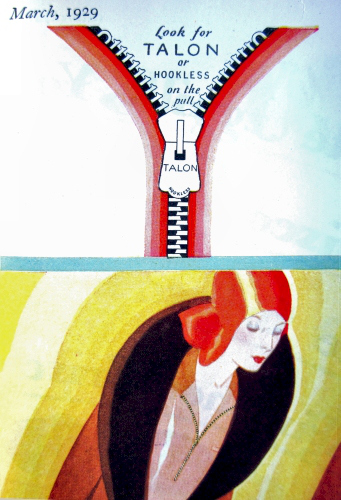 March, 1929
Look for
TALON
or
HOOKLESS
on the
pull
TALON
HOOKLESS